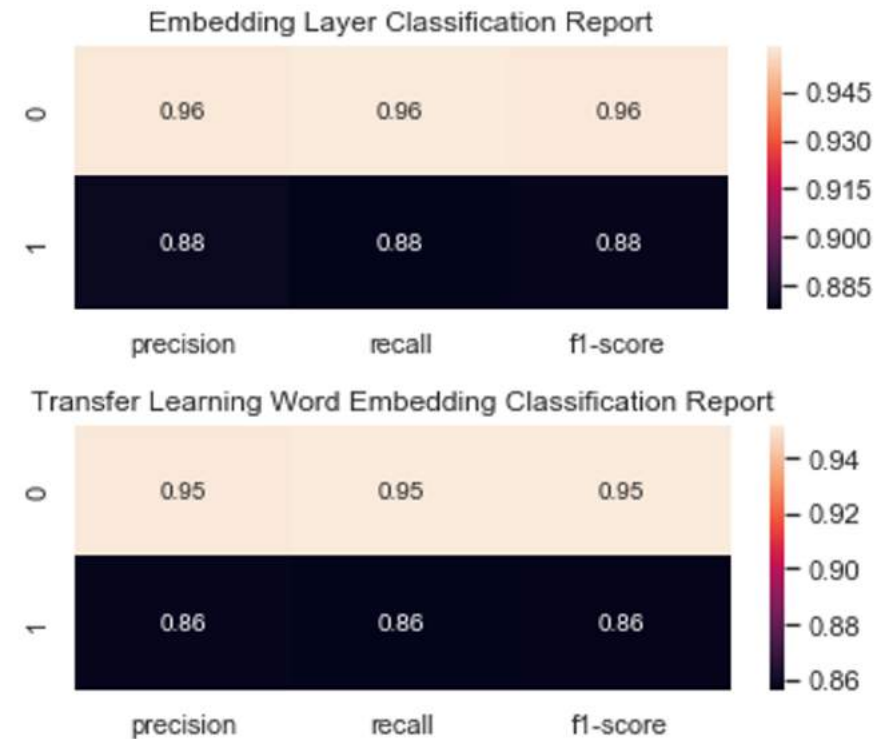 Embedding Layer Classification Report
0 0.96 0.96 0.96
1 0.88 0.88 0.88
precision recall f1-score
0.945
0.930
0.915
0.900
0.885
Transfer Learning Word Embedding Classification Report
0 0.95 0.95 0.95
1 0.86 0.86 0.86
precision recall f1-score
0.94
0.92
0.90
0.88
0.86